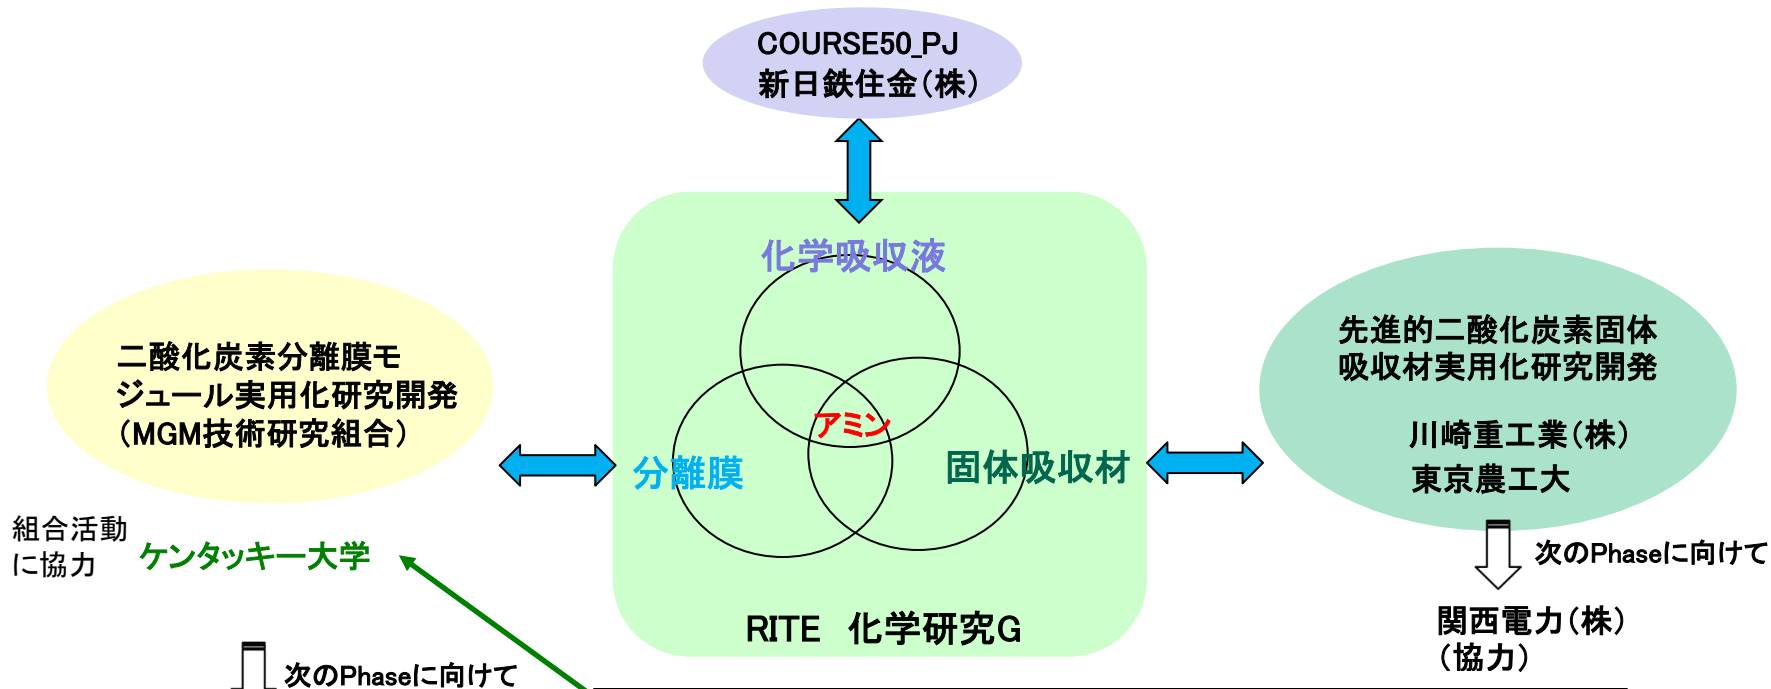 COURSE50_PJ
新日鉄住金(株)
化学吸収液
二酸化炭素分離膜モ
ジュール実用化研究開発
(MGM技術研究組合)
アミン
分離膜
固体吸収材
先進的二酸化炭素固体
吸収材実用化研究開発
川崎重工業(株)
東京農工大
組合活動
に協力
ケンタッキー大学
次のPhaseに向けて
RITE 化学研究G
関西電力(株)
(協力)
次のPhaseに向けて